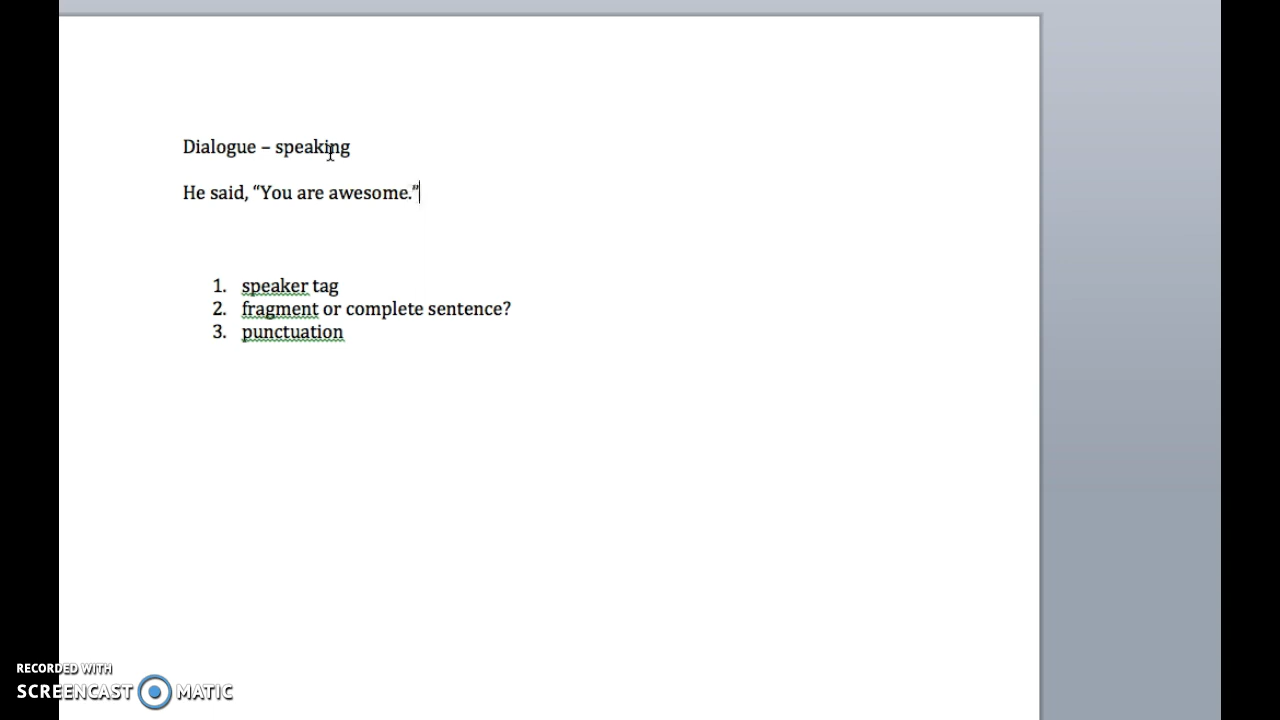 Dialogue – speaking
He said, “You are awesome.”
1. speaker tag
2. fragment or complete sentence?
3. punctuation
RECORDED WITH
SCREENCAST MATIC